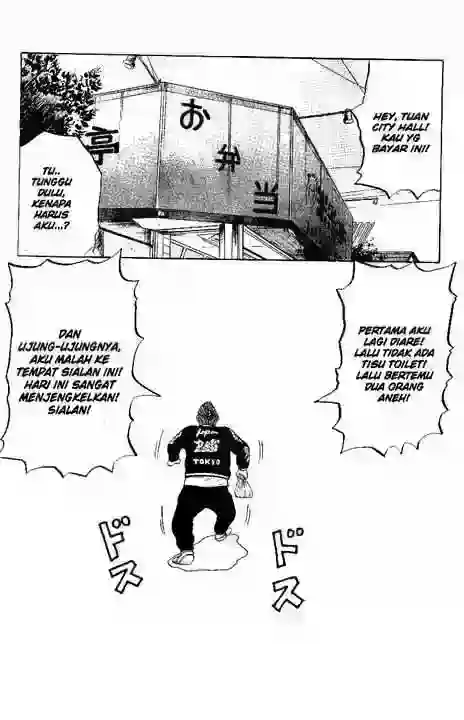 HEY, TUAN
CITY HALL!
KAU YG
BAYAR INI!
お弁当
亭
TU..
TUNGGU
DULU,
KENAPA
HARUS
AKU...?
PERTAMA AKU
LAGI DIARE!
LALU TIDAK ADA
TISU TOILET!
LALU BERTEMU
DUA ORANG
ANEH!
DAN
UJUNG-UJUNGNYA,
AKU MALAH KE
TEMPAT SIALAN INI!
HARI INI SANGAT
MENJENGKELKAN!
SIALAN!
TOKYO
ドス
ドス